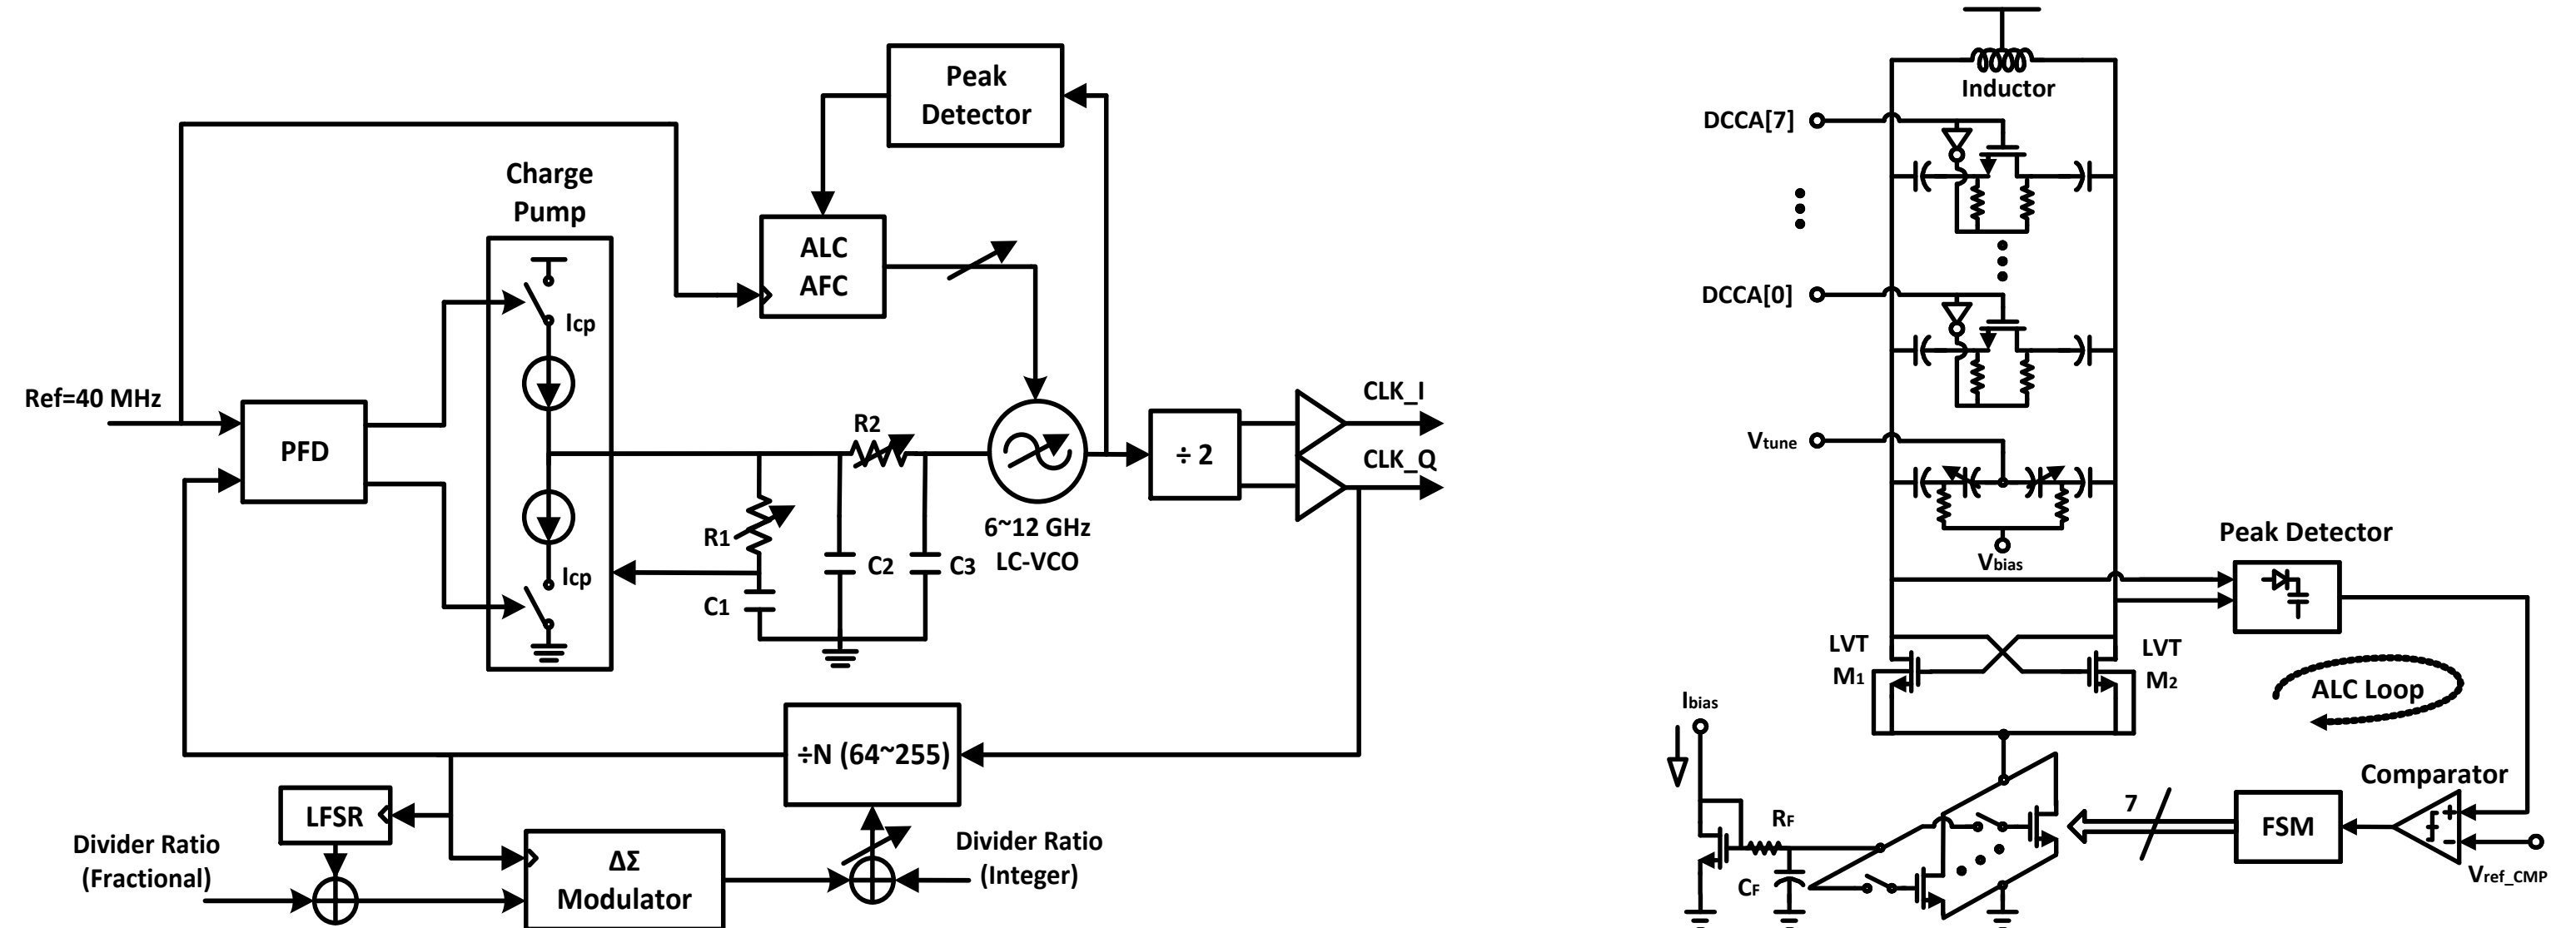 Peak
Detector
Charge
Pump
ALC
AFC
Icp
Ref=40 MHz
PFD
R2
CLK_I
÷ 2
CLK_Q
6~12 GHz
LC-VCO
R1
C2
C3
Icp
C1
÷N (64~255)
LFSR
Divider Ratio
(Fractional)
ΔΣ
Modulator
Divider Ratio
(Integer)
Inductor
DCCA[7]
DCCA[0]
Vtune
Vbias
Peak Detector
LVT
M1
LVT
M2
ALC Loop
Ibias
RF
CF
7
FSM
Comparator
+
-
Vref_CMP